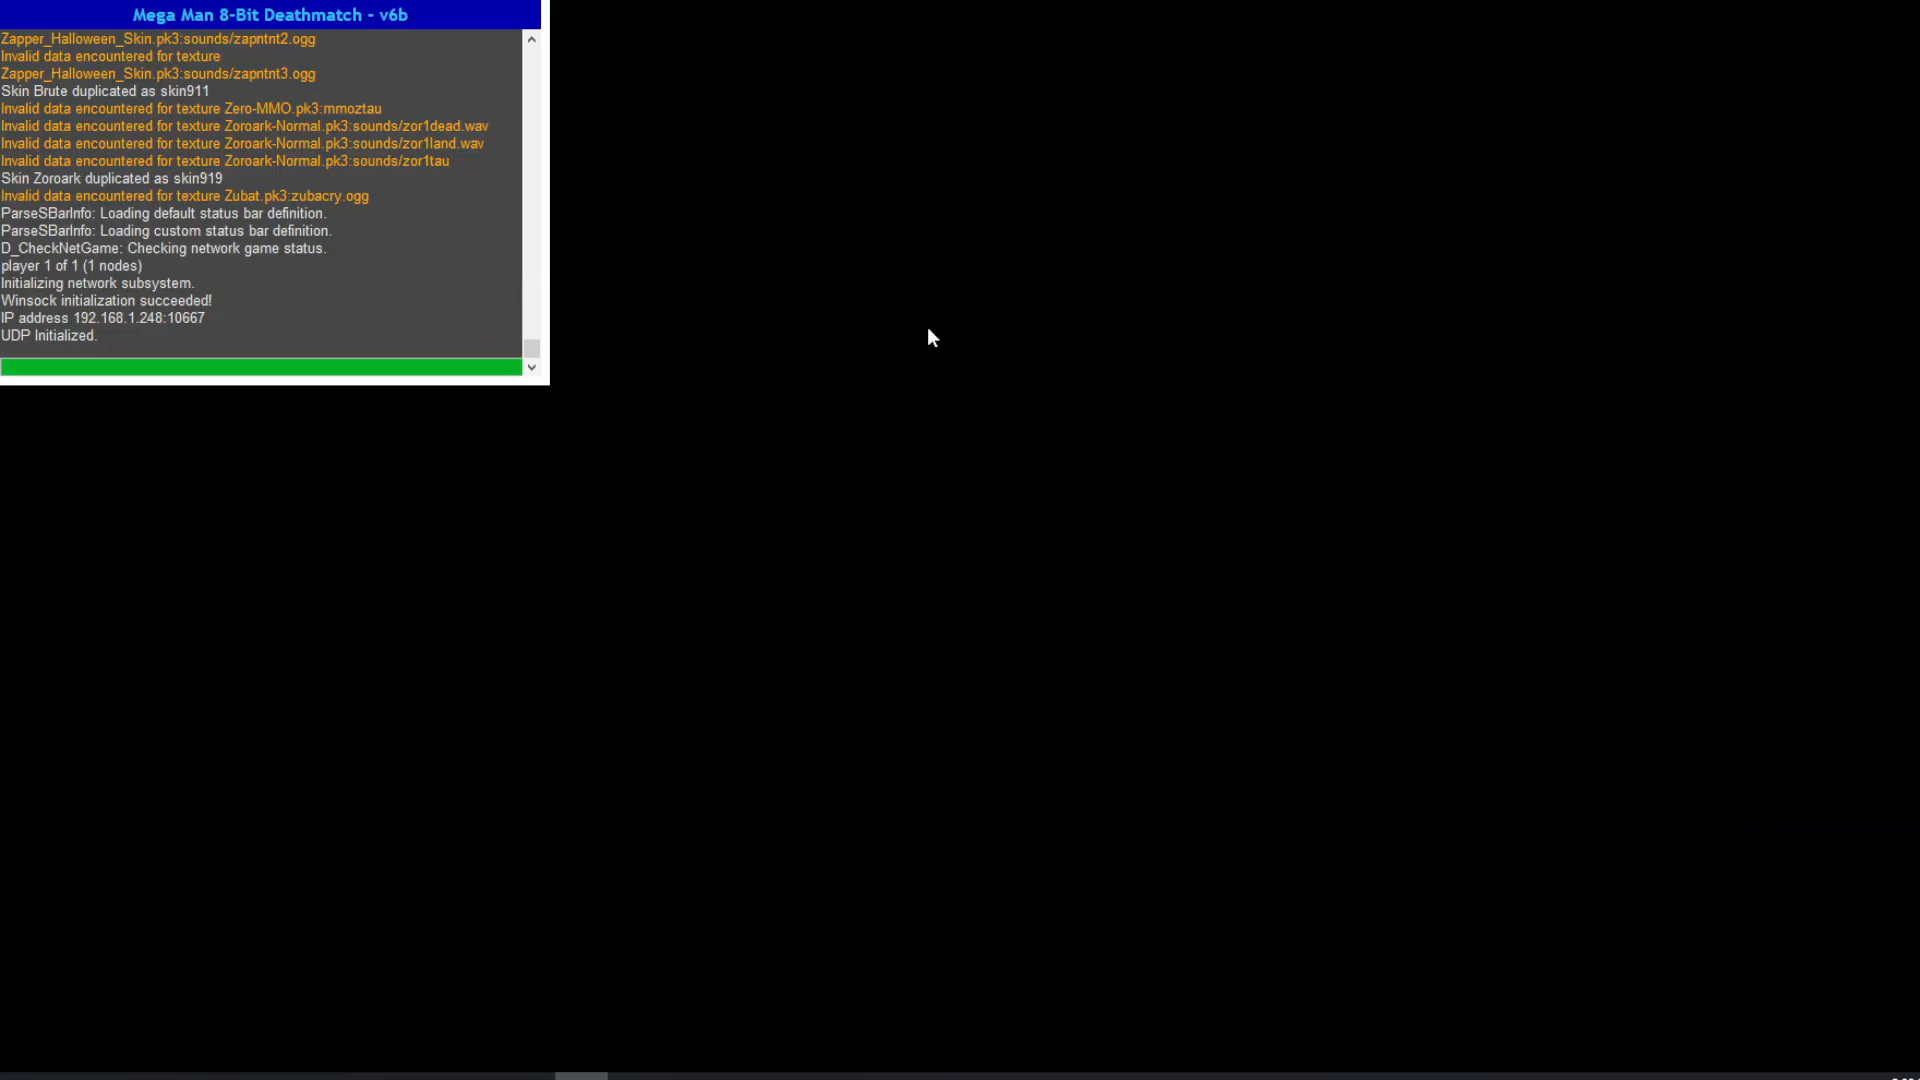 Mega Man 8-Bit Deathmatch - v6b
Zapper_Halloween_Skin.pk3:sounds/zapntnt2.ogg
Invalid data encountered for texture
Zapper_Halloween_Skin.pk3:sounds/zapntnt3.ogg
Skin Brute duplicated as skin911
Invalid data encountered for texture Zero-MMO.pk3:mmoztau
Invalid data encountered for texture Zoroark-Normal.pk3:sounds/zor1dead.wav
Invalid data encountered for texture Zoroark-Normal.pk3:sounds/zor1land.wav
Invalid data encountered for texture Zoroark-Normal.pk3:sounds/zor1tau
Skin Zoroark duplicated as skin919
Invalid data encountered for texture Zubat.pk3:zubacry.ogg
ParseSBarInfo: Loading default status bar definition.
ParseSBarInfo: Loading custom status bar definition.
D_CheckNetGame: Checking network game status.
player 1 of 1 (1 nodes)
Initializing network subsystem.
Winsock initialization succeeded!
IP address 192.168.1.248:10667
UDP Initialized.